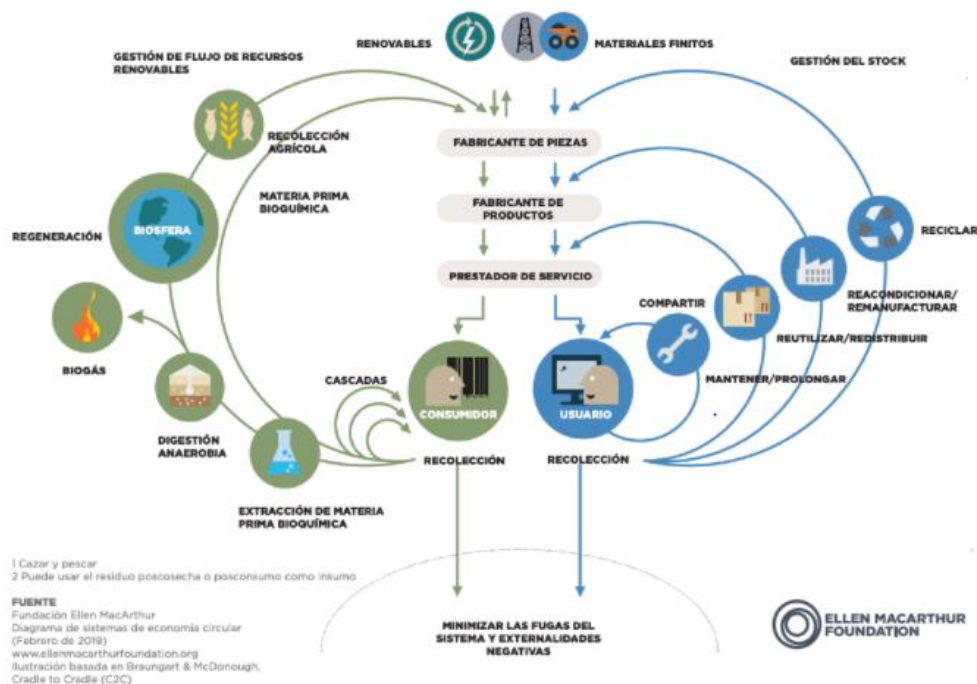 RENOVABLES
MATERIALES FINITOS
GESTIÓN DE FLUJO DE RECURSOS
RENOVABLES
GESTIÓN DEL STOCK
RECOLECCIÓN
AGRÍCOLA
FABRICANTE DE PIEZAS
MATERIA PRIMA
BIOQUÍMICA
FABRICANTE DE
PRODUCTOS
REGENERACIÓN
BIOSFERA
RECICLAR
PRESTADOR DE SERVICIO
COMPARTIR
REACONDICIONAR/
REMANUFACTURAR
REUTILIZAR/REDISTRIBUIR
BIOGÁS
CASCADAS
MANTENER/PROLONGAR
CONSUMIDOR
USUARIO
DIGESTIÓN
ANAEROBIA
RECOLECCIÓN
RECOLECCIÓN
EXTRACCIÓN DE MATERIA
PRIMA BIOQUÍMICA
1 Cazar y pescar
2 Puede usar el residuo poscosecha o posconsumo como insumo
FUENTE
Fundación Ellen MacArthur
Diagrama de sistemas de economía circular
(Febrero de 2019)
www.ellenmacarthurfoundation.org
Ilustración basada en Braungart & McDonough,
Cradle to Cradle (C2C)
MINIMIZAR LAS FUGAS DEL
SISTEMA Y EXTERNALIDADES
NEGATIVAS
ELLEN MACARTHUR
FOUNDATION